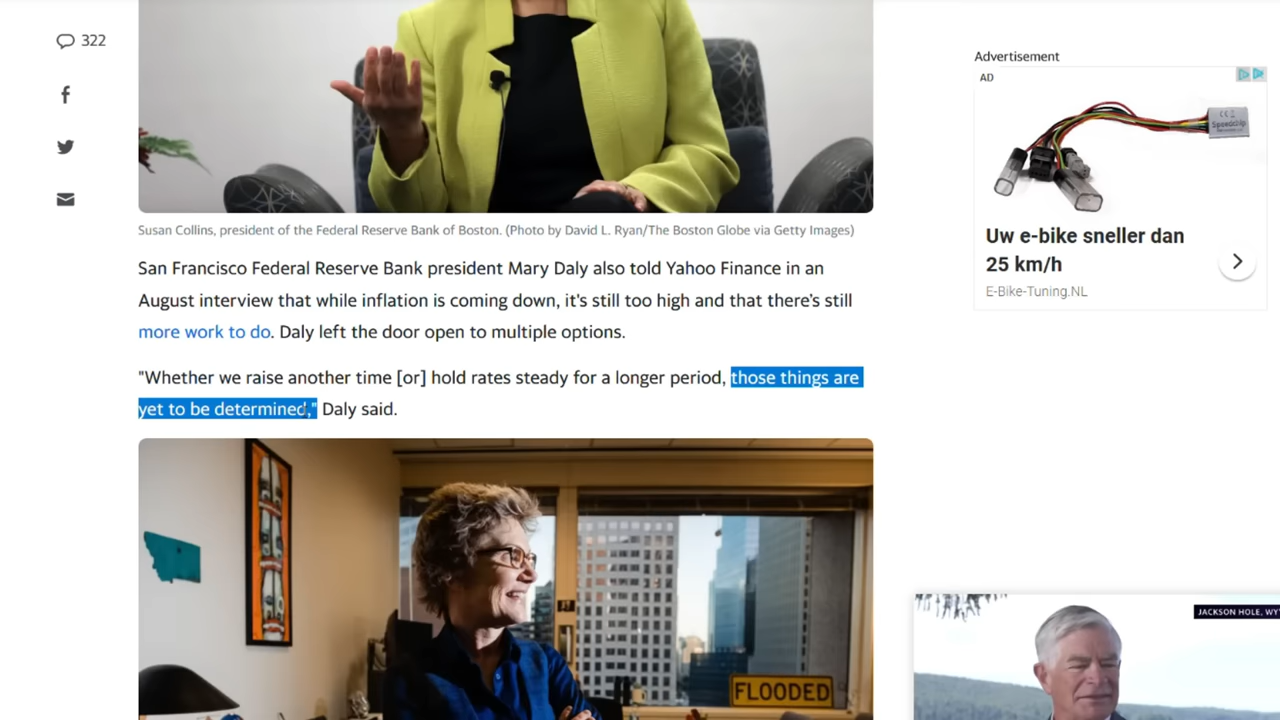 322
Advertisement
AD
Uw e-bike sneller dan
25 km/h
E-Bike-Tuning.NL
Susan Collins, president of the Federal Reserve Bank of Boston. (Photo by David L. Ryan/The Boston Globe via Getty Images)
San Francisco Federal Reserve Bank president Mary Daly also told Yahoo Finance in an
August interview that while inflation is coming down, it's still too high and that there's still
more work to do. Daly left the door open to multiple options.
"Whether we raise another time [or] hold rates steady for a longer period, those things are
yet to be determined," Daly said.
FLOODED
JACKSON HOLE,